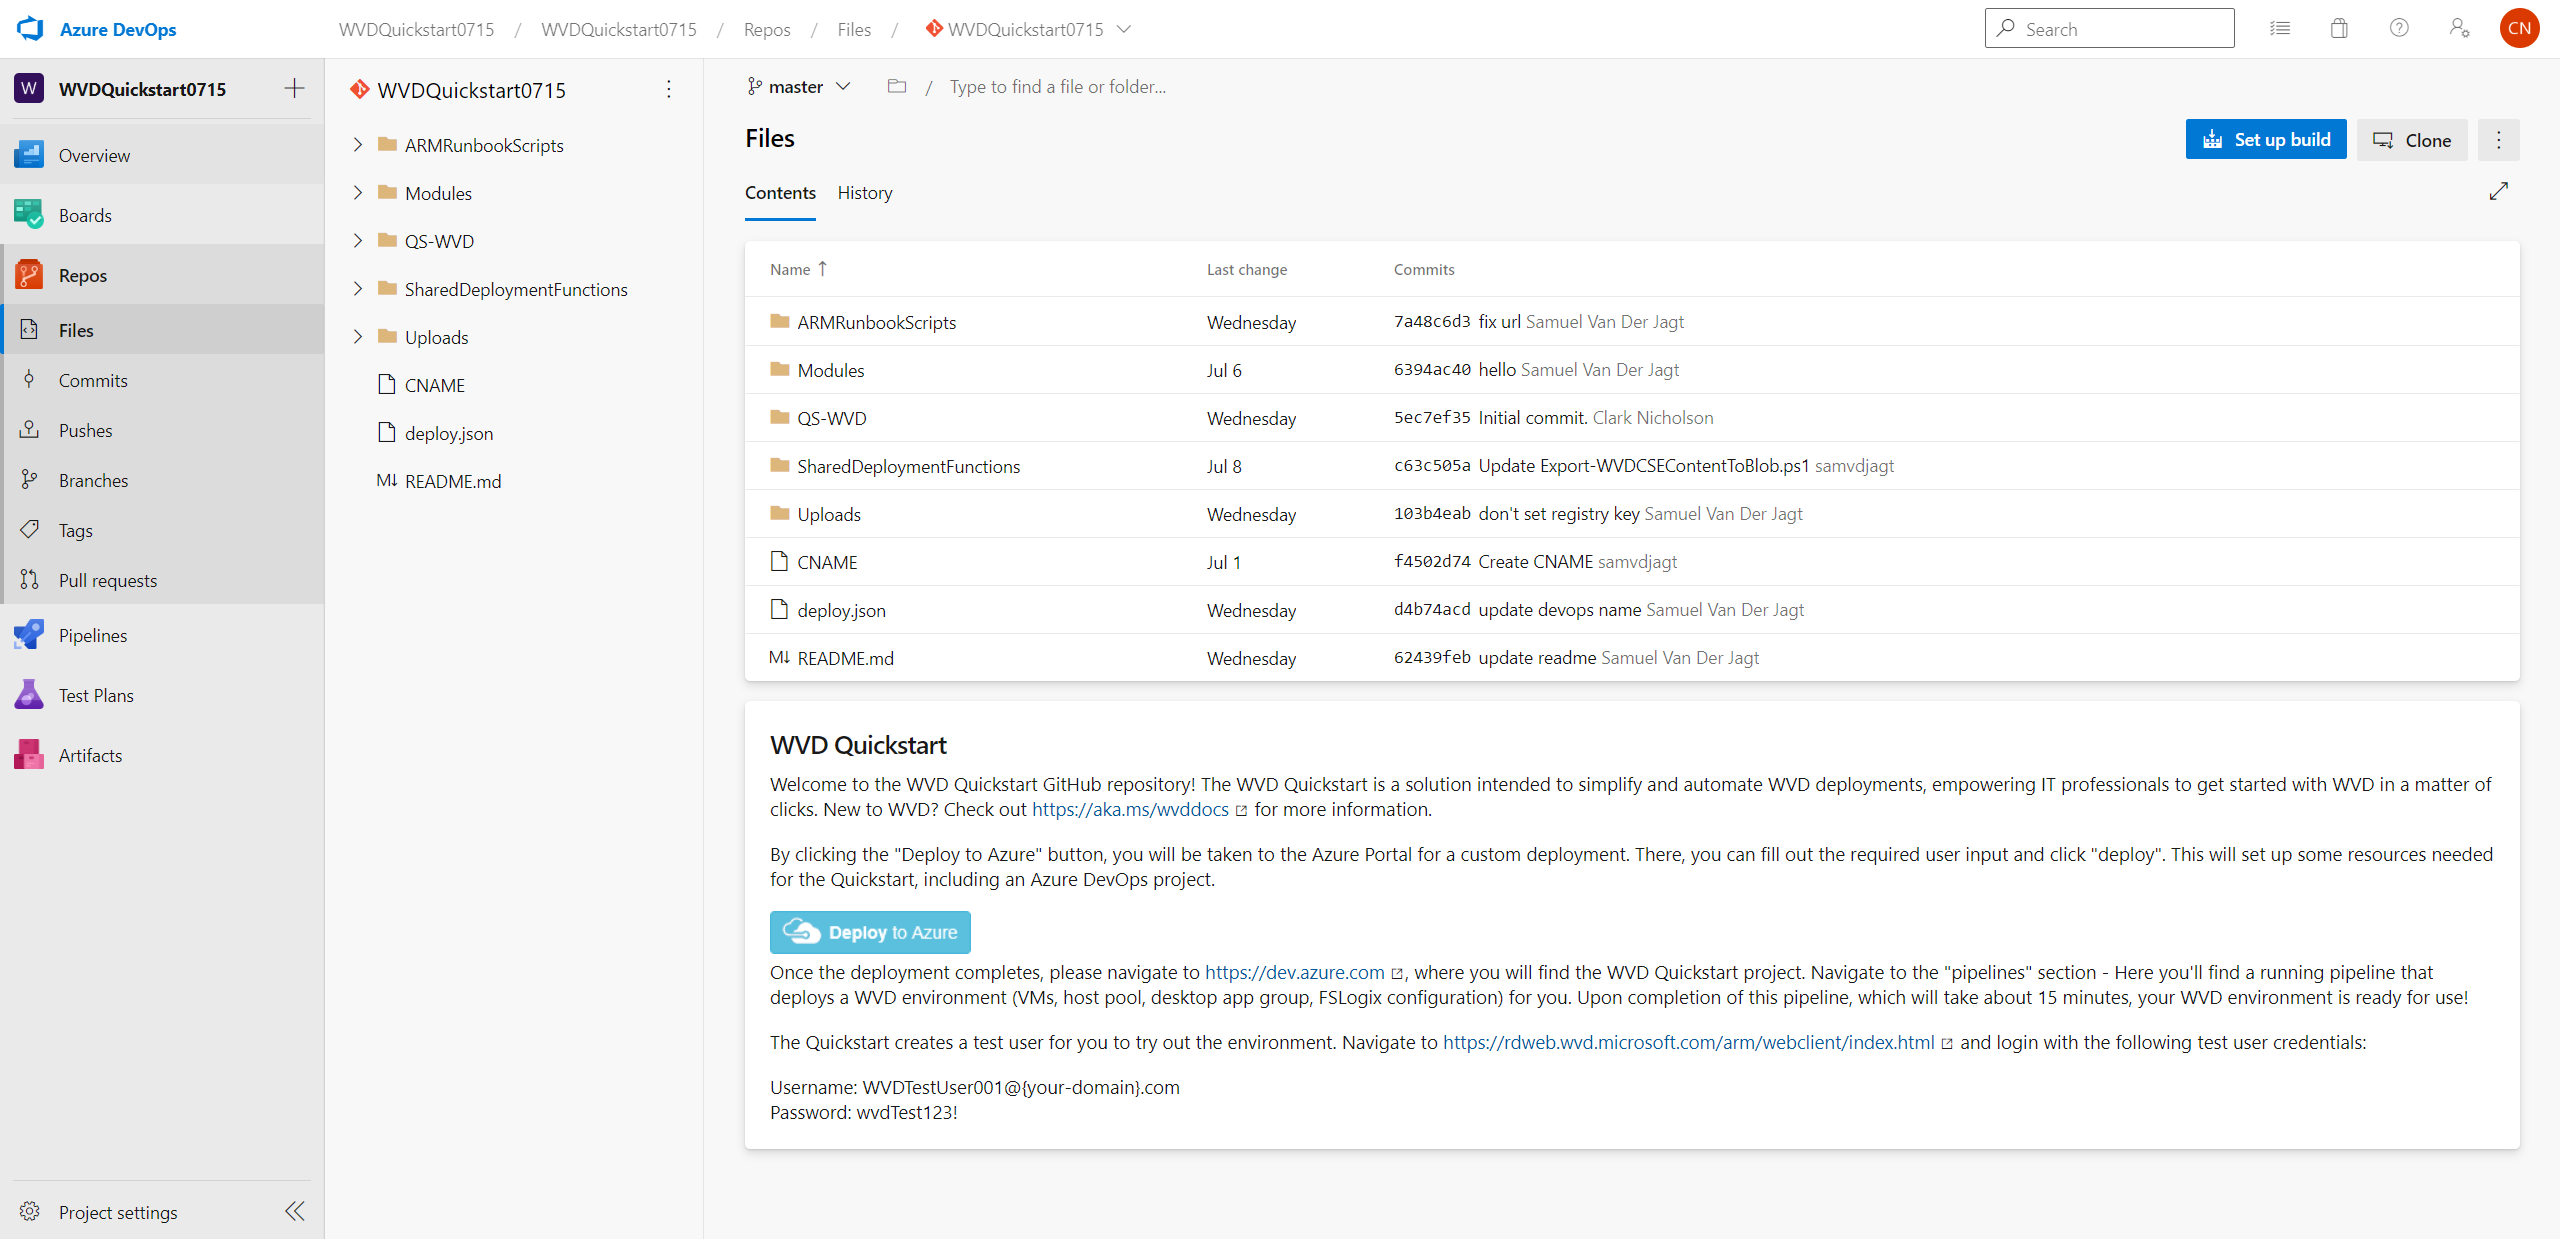 Azure DevOps
WVDQuickstart0715 / WVDQuickstart0715 / Repos / Files / WVDQuickstart0715
Search
CN
W WVDQuickstart0715
Overview
Boards
Repos
Files
Commits
Pushes
Branches
Tags
Pull requests
Pipelines
Test Plans
Artifacts
Project settings
WVDQuickstart0715
ARMRunbookScripts
Modules
QS-WVD
SharedDeploymentFunctions
Uploads
CNAME
deploy.json
M↓ README.md
master / Type to find a file or folder...
Files
Set up build
Clone
Contents History
Name ↑ Last change Commits
ARMRunbookScripts Wednesday 7a48c6d3 fix url Samuel Van Der Jagt
Modules Jul 6 6394ac40 hello Samuel Van Der Jagt
QS-WVD Wednesday 5ec7ef35 Initial commit. Clark Nicholson
SharedDeploymentFunctions Jul 8 c63c505a Update Export-WVDCSEContentToBlob.ps1 samvdjagt
Uploads Wednesday 103b4eab don't set registry key Samuel Van Der Jagt
CNAME Jul 1 f4502d74 Create CNAME samvdjagt
deploy.json Wednesday d4b74acd update devops name Samuel Van Der Jagt
M↓ README.md Wednesday 62439feb update readme Samuel Van Der Jagt
WVD Quickstart
Welcome to the WVD Quickstart GitHub repository! The WVD Quickstart is a solution intended to simplify and automate WVD deployments, empowering IT professionals to get started with WVD in a matter of
clicks. New to WVD? Check out https://aka.ms/wvddocs for more information.
By clicking the "Deploy to Azure" button, you will be taken to the Azure Portal for a custom deployment. There, you can fill out the required user input and click "deploy". This will set up some resources needed
for the Quickstart, including an Azure DevOps project.
Deploy to Azure
Once the deployment completes, please navigate to https://dev.azure.com , where you will find the WVD Quickstart project. Navigate to the "pipelines" section - Here you'll find a running pipeline that
deploys a WVD environment (VMs, host pool, desktop app group, FSLogix configuration) for you. Upon completion of this pipeline, which will take about 15 minutes, your WVD environment is ready for use!
The Quickstart creates a test user for you to try out the environment. Navigate to https://rdweb.wvd.microsoft.com/arm/webclient/index.html and login with the following test user credentials:
Username: WVDTestUser001@{your-domain}.com
Password: wvdTest123!